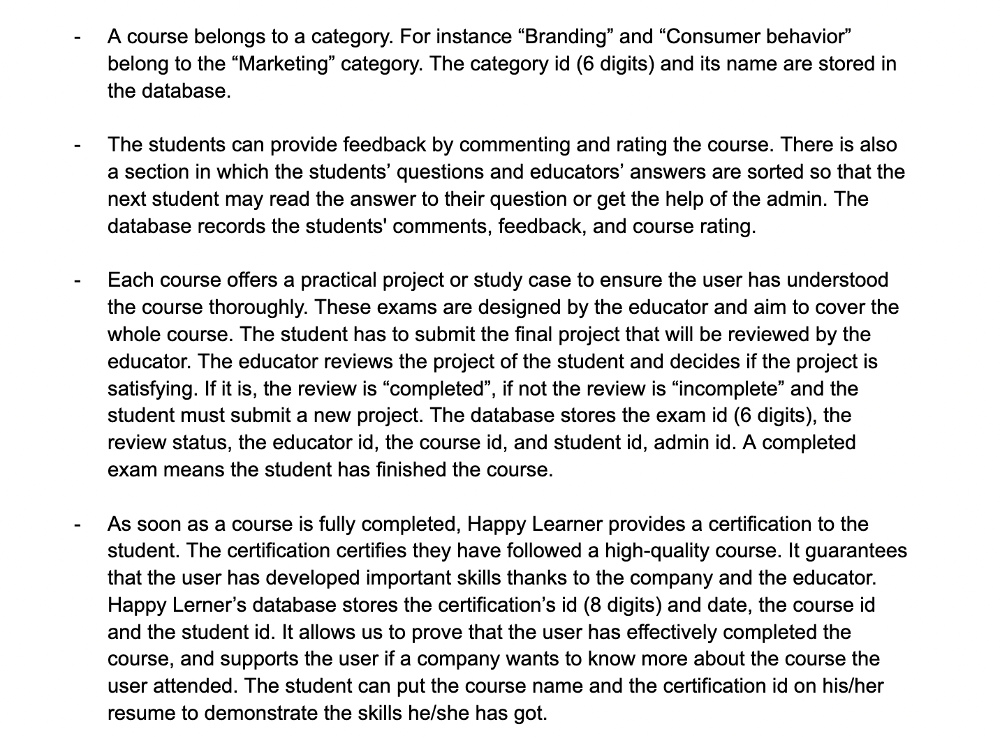 - A course belongs to a category. For instance “Branding” and “Consumer behavior”
belong to the “Marketing” category. The category id (6 digits) and its name are stored in
the database.
- The students can provide feedback by commenting and rating the course. There is also
a section in which the students’ questions and educators’ answers are sorted so that the
next student may read the answer to their question or get the help of the admin. The
database records the students' comments, feedback, and course rating.
- Each course offers a practical project or study case to ensure the user has understood
the course thoroughly. These exams are designed by the educator and aim to cover the
whole course. The student has to submit the final project that will be reviewed by the
educator. The educator reviews the project of the student and decides if the project is
satisfying. If it is, the review is “completed”, if not the review is “incomplete” and the
student must submit a new project. The database stores the exam id (6 digits), the
review status, the educator id, the course id, and student id, admin id. A completed
exam means the student has finished the course.
- As soon as a course is fully completed, Happy Learner provides a certification to the
student. The certification certifies they have followed a high-quality course. It guarantees
that the user has developed important skills thanks to the company and the educator.
Happy Lerner’s database stores the certification’s id (8 digits) and date, the course id
and the student id. It allows us to prove that the user has effectively completed the
course, and supports the user if a company wants to know more about the course the
user attended. The student can put the course name and the certification id on his/her
resume to demonstrate the skills he/she has got.